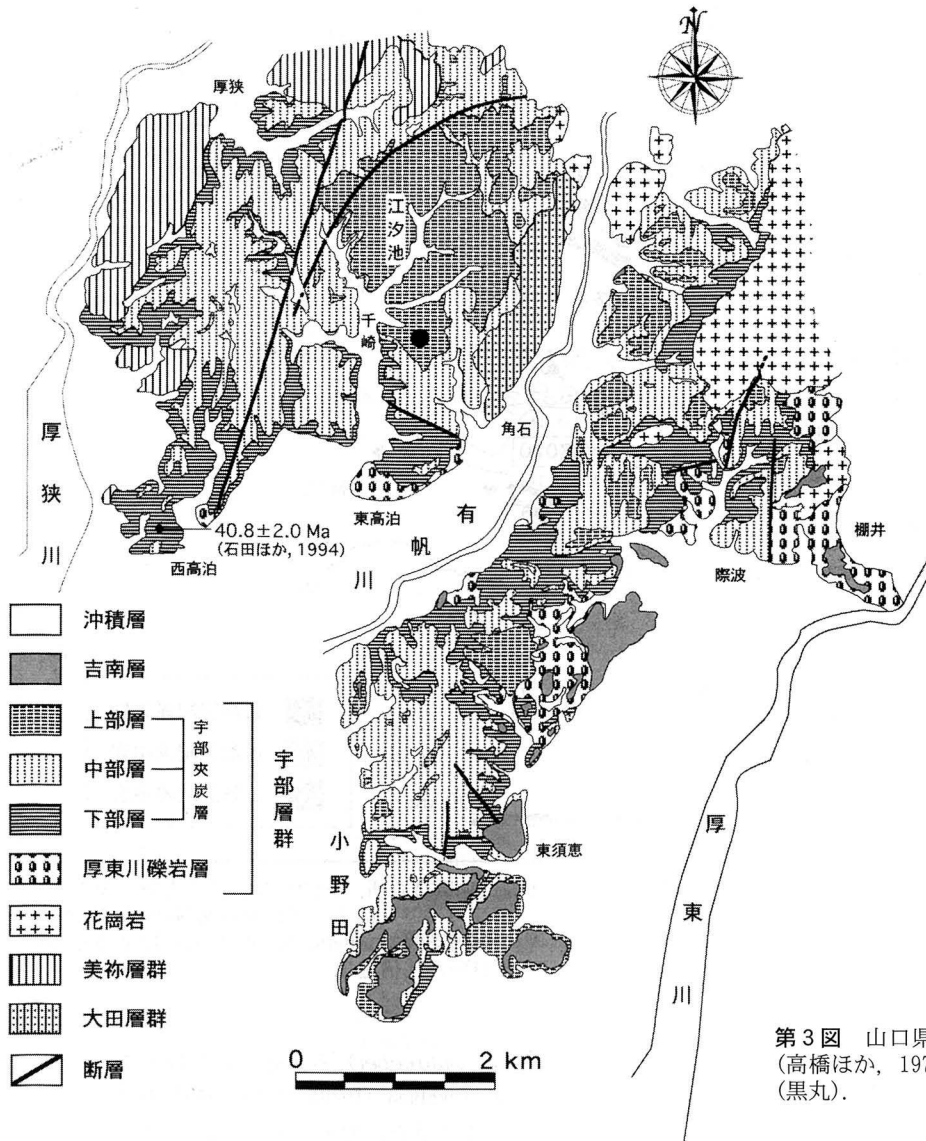 N
厚狭
江汐池
千崎
角石
厚狭川
東高泊
有帆川
40.8±2.0 Ma
(石田ほか, 1994)
西高泊
棚井
際波
沖積層
吉南層
上部層
中部層
下部層
宇部夾炭層
厚東川礫岩層
宇部層群
花崗岩
美祢層群
大田層群
断層
小野田
東須恵
厚東川
0 2 km
第3図 山口県
(高橋ほか, 197
(黒丸).